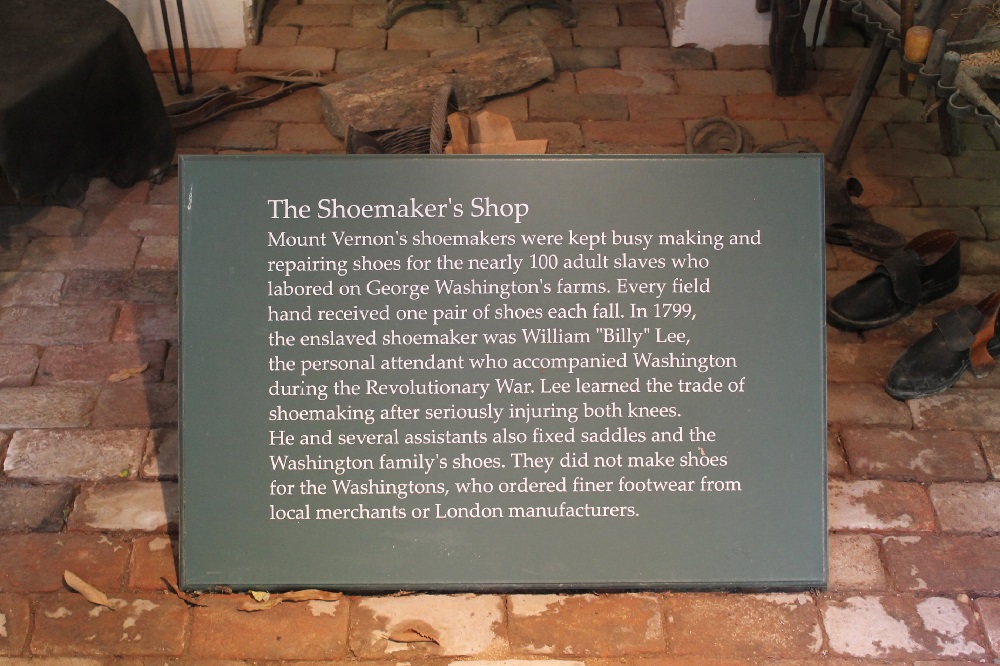 The Shoemaker's Shop
Mount Vernon's shoemakers were kept busy making and
repairing shoes for the nearly 100 adult slaves who
labored on George Washington's farms. Every field
hand received one pair of shoes each fall. In 1799,
the enslaved shoemaker was William "Billy" Lee,
the personal attendant who accompanied Washington
during the Revolutionary War. Lee learned the trade of
shoemaking after seriously injuring both knees.
He and several assistants also fixed saddles and the
Washington family's shoes. They did not make shoes
for the Washingtons, who ordered finer footwear from
local merchants or London manufacturers.